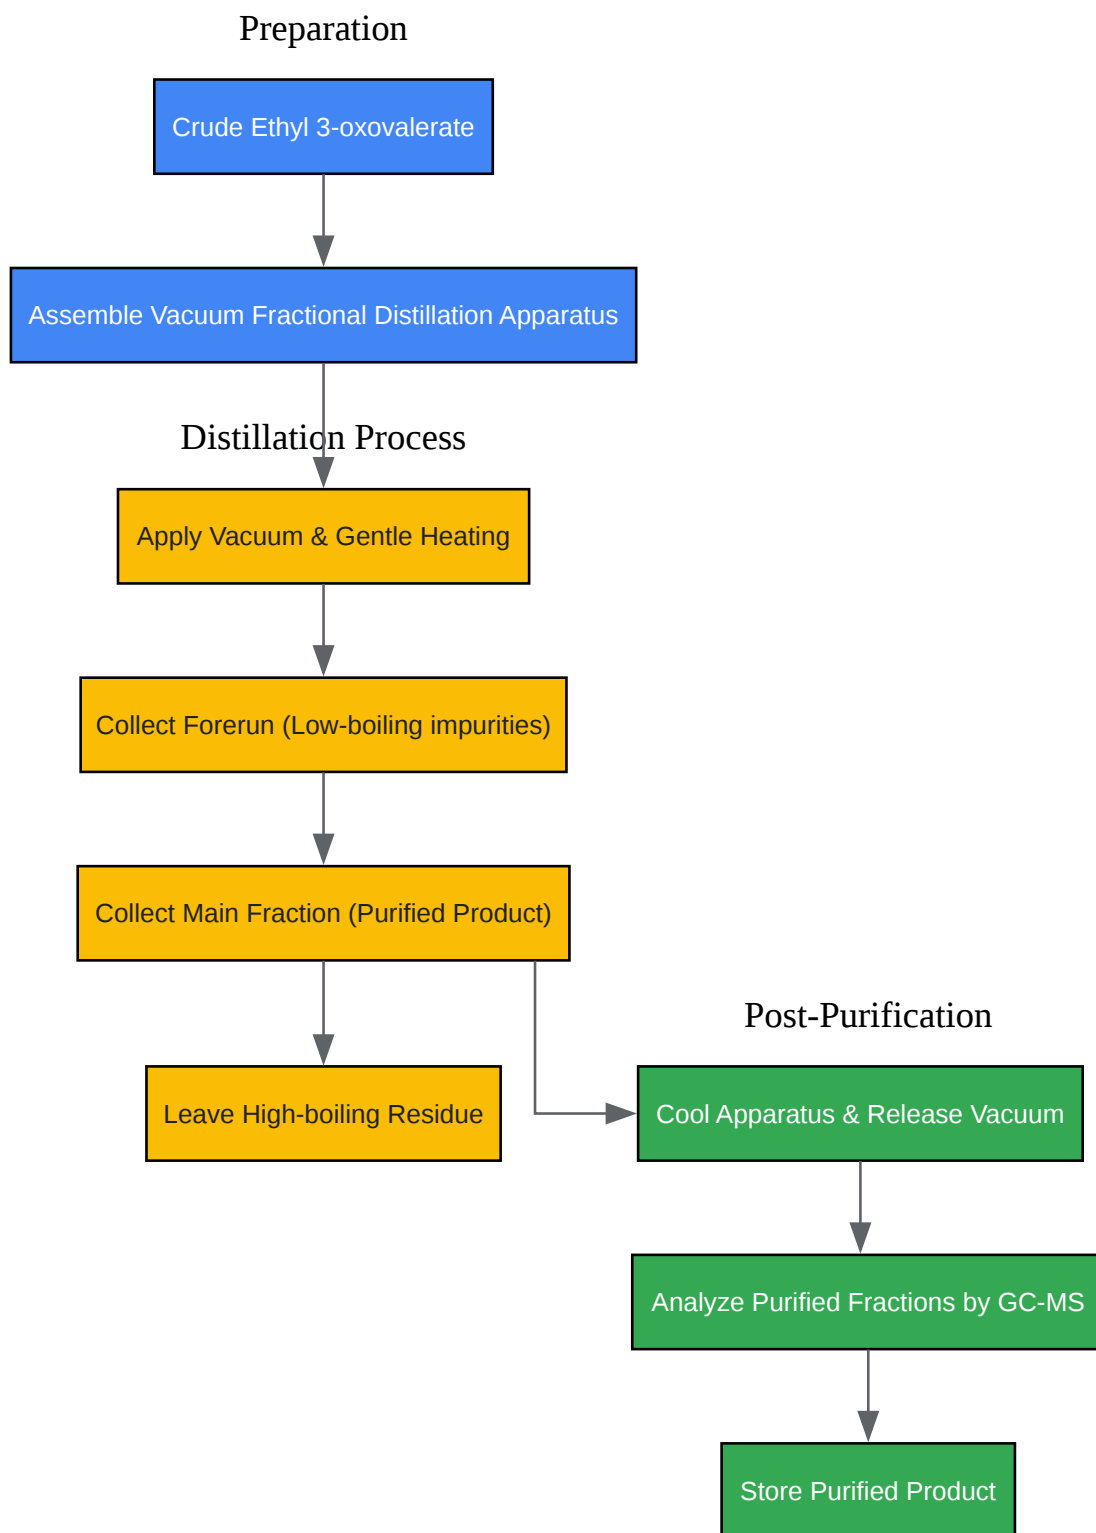 Preparation
Crude Ethyl 3-oxovalerate
Assemble Vacuum Fractional Distillation Apparatus
Distillation Process
Apply Vacuum & Gentle Heating
Collect Forerun (Low-boiling impurities)
Collect Main Fraction (Purified Product)
Leave High-boiling Residue
Post-Purification
Cool Apparatus & Release Vacuum
Analyze Purified Fractions by GC-MS
Store Purified Product